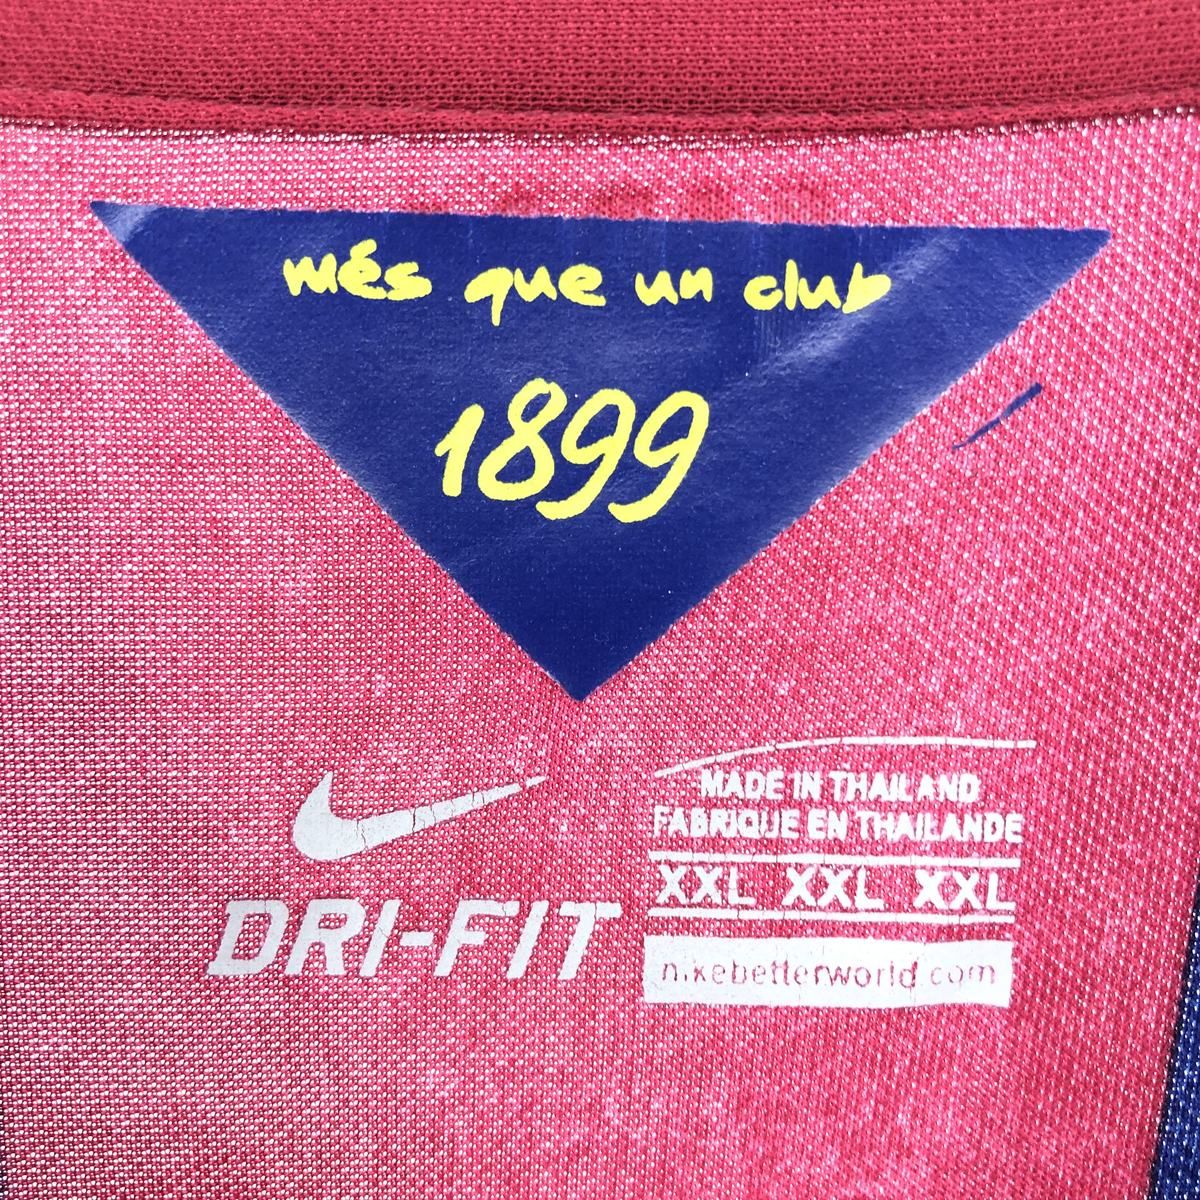 més que un club
1899
DRI-FIT
MADE IN THAILAND
FABRIQUE EN THAILANDE
XXL XXL XXL
nikebetterworld.com